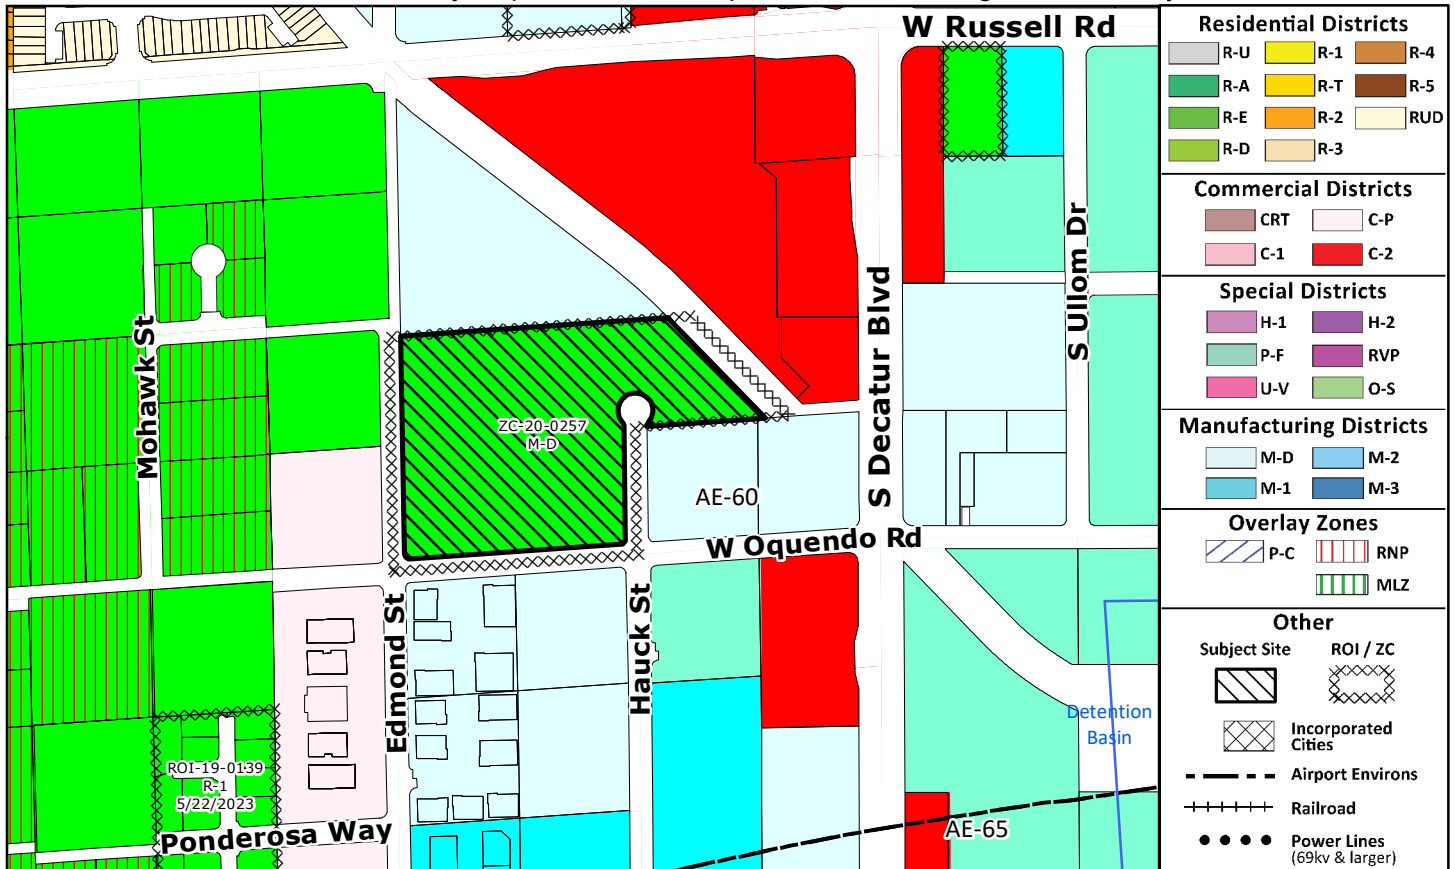 W Russell Rd
Mohawk St
S Decatur Blvd
S Ullom Dr
ZC-20-0257
M-D
AE-60
W Oquendo Rd
Edmond St
Hauck St
Detention
Basin
ROI-19-0139
R-1
5/22/2023
Ponderosa Way
AE-65
Residential Districts
R-U
R-1
R-4
R-A
R-T
R-5
R-E
R-2
RUD
R-D
R-3
Commercial Districts
CRT
C-P
C-1
C-2
Special Districts
H-1
H-2
P-F
RVP
U-V
O-S
Manufacturing Districts
M-D
M-2
M-1
M-3
Overlay Zones
P-C
RNP
MLZ
Other
Subject Site
ROI / ZC
Incorporated
Cities
Airport Environs
Railroad
Power Lines
(69kv & larger)